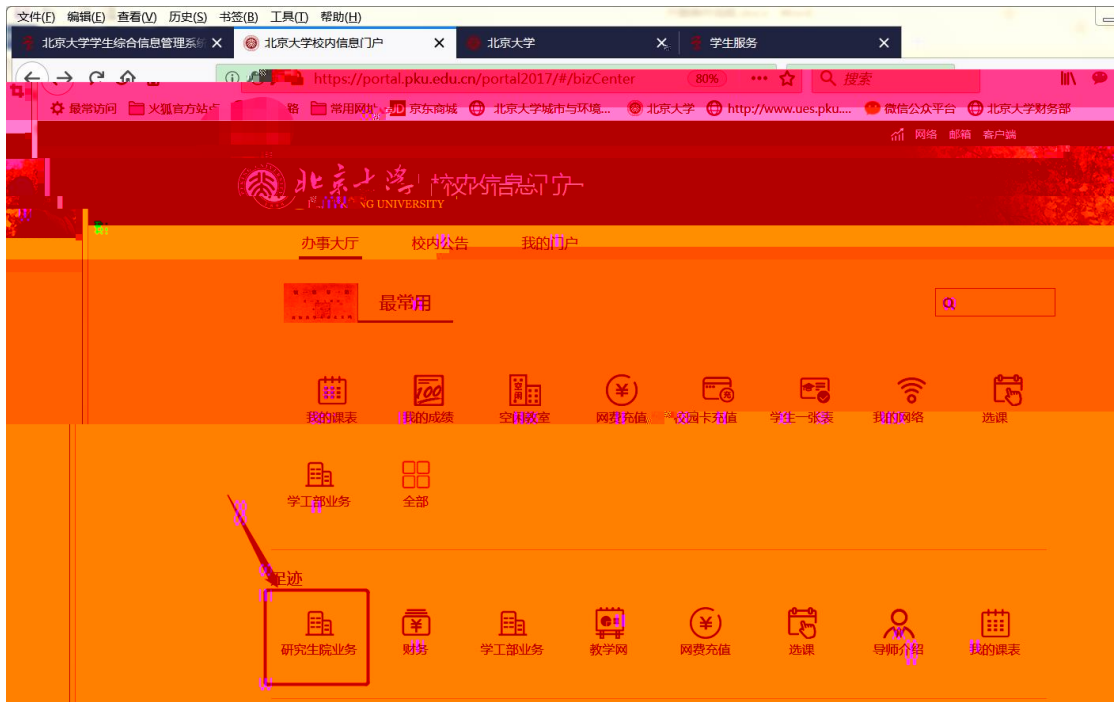 文件(F) 编辑(E) 查看(V) 历史(S) 书签(B) 工具(T) 帮助(H)
北京大学学生综合信息管理系统 北京大学校内信息门户 北京大学 学生服务
https://portal.pku.edu.cn/portal2017/#/bizCenter 80% 搜索
最常访问 火狐官方站点 常用网址 JD 京东商城 北京大学城市与环境... 北京大学 http://www.ues.pku.... 微信公众平台 北京大学财务部
网络 邮箱 客户端
北京大学 校内信息门户
NG UNIVERSITY
办事大厅 校内公告 我的门户
最常用
我的课表 我的成绩 空闲教室 网费充值 校园卡充值 学生一张表 我的网络 选课
学工部业务 全部
足迹
研究生院业务 财务 学工部业务 教学网 网费充值 选课 导师介绍 我的课表